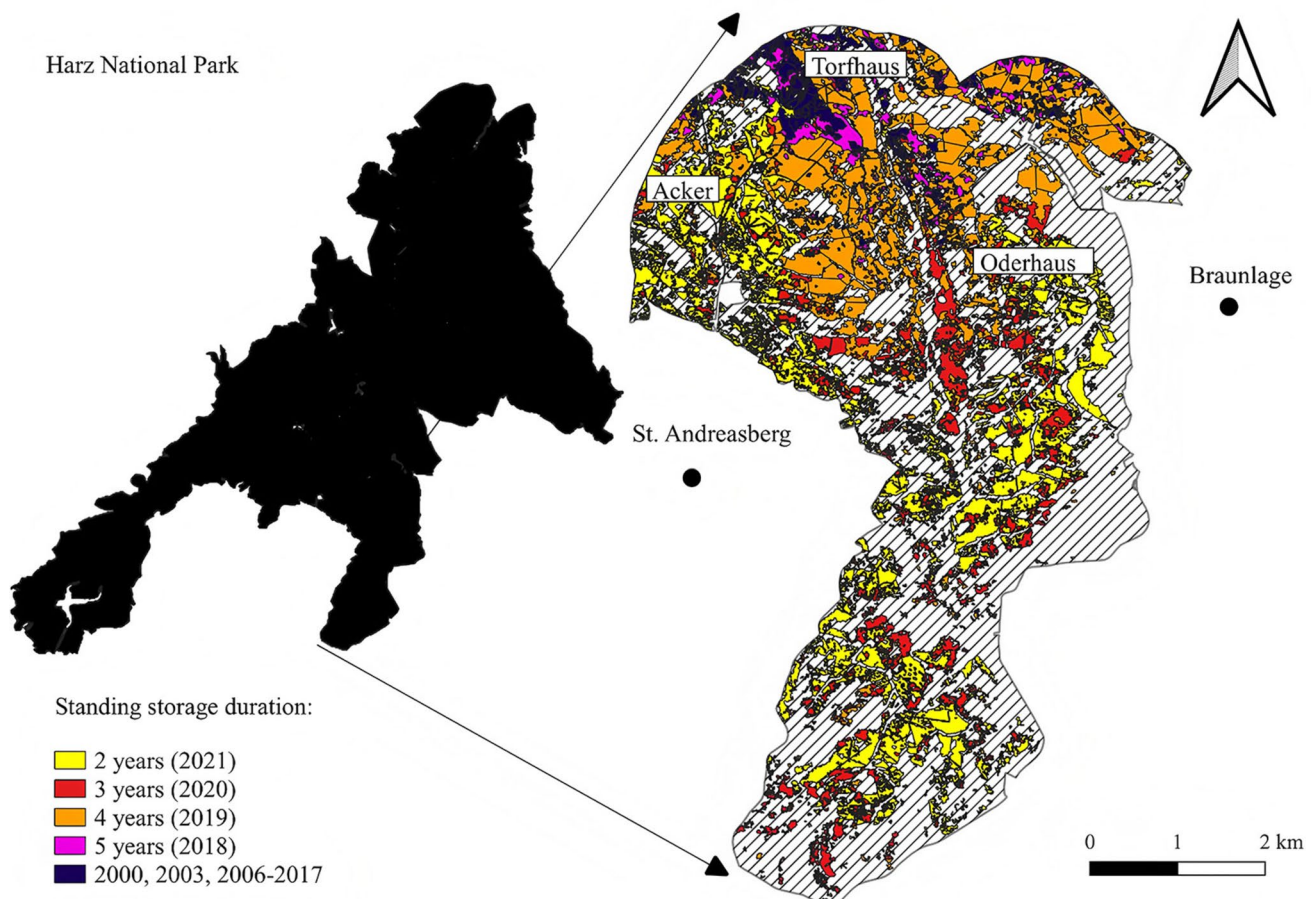 Harz National Park
Torfhaus
Acker
Oderhaus
Braunlage
St. Andreasberg
Standing storage duration:
2 years (2021)
3 years (2020)
4 years (2019)
5 years (2018)
2000, 2003, 2006-2017
0 1 2 km